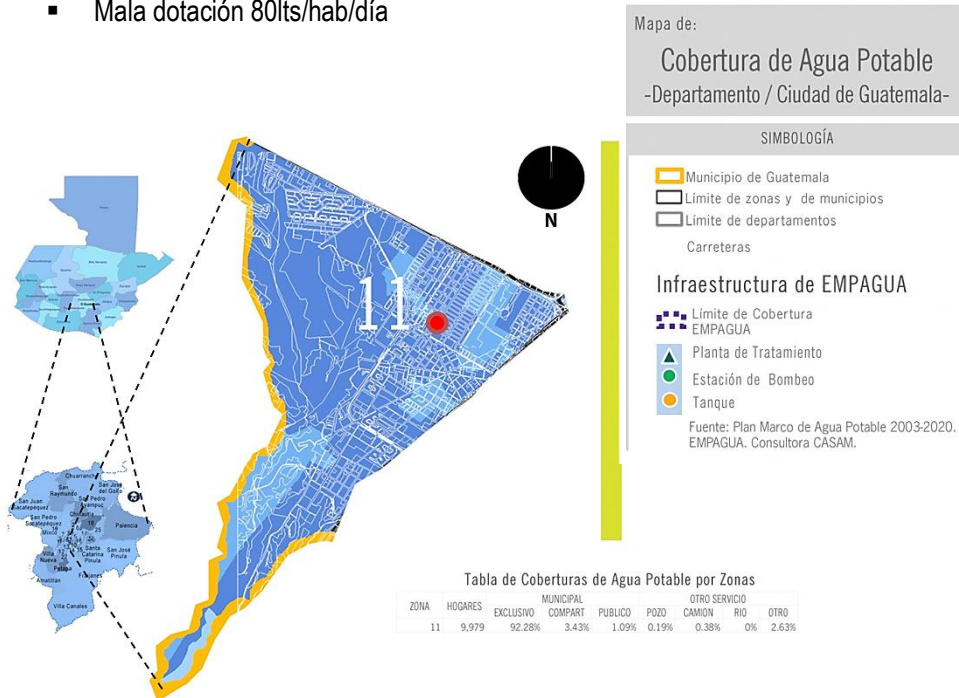 ▪ Mala dotación 80lts/hab/día
Mapa de:
Cobertura de Agua Potable
-Departamento / Ciudad de Guatemala-
SIMBOLOGÍA
Municipio de Guatemala
Límite de zonas y de municipios
Límite de departamentos
Carreteras
Infraestructura de EMPAGUA
Límite de Cobertura
EMPAGUA
Planta de Tratamiento
Estación de Bombeo
Tanque
Fuente: Plan Marco de Agua Potable 2003-2020.
EMPAGUA. Consultora CASAM.
N
11
Chuarrancho
San Raymundo
San José del Golfo
San Juan Sacatepéquez
San Pedro Ayampuc
San Pedro Sacatepéquez
Chinautla
Palencia
Mixco
18
25
Santa Catarina Pinula
San José Pinula
Villa Nueva
Petapa
Fraijanes
Amatitlán
Villa Canales
Tabla de Coberturas de Agua Potable por Zonas
ZONA HOGARES MUNICIPAL OTRO SERVICIO
EXCLUSIVO COMPART PUBLICO POZO CAMION RIO OTRO
11 9,979 92.28% 3.43% 1.09% 0.19% 0.38% 0% 2.63%